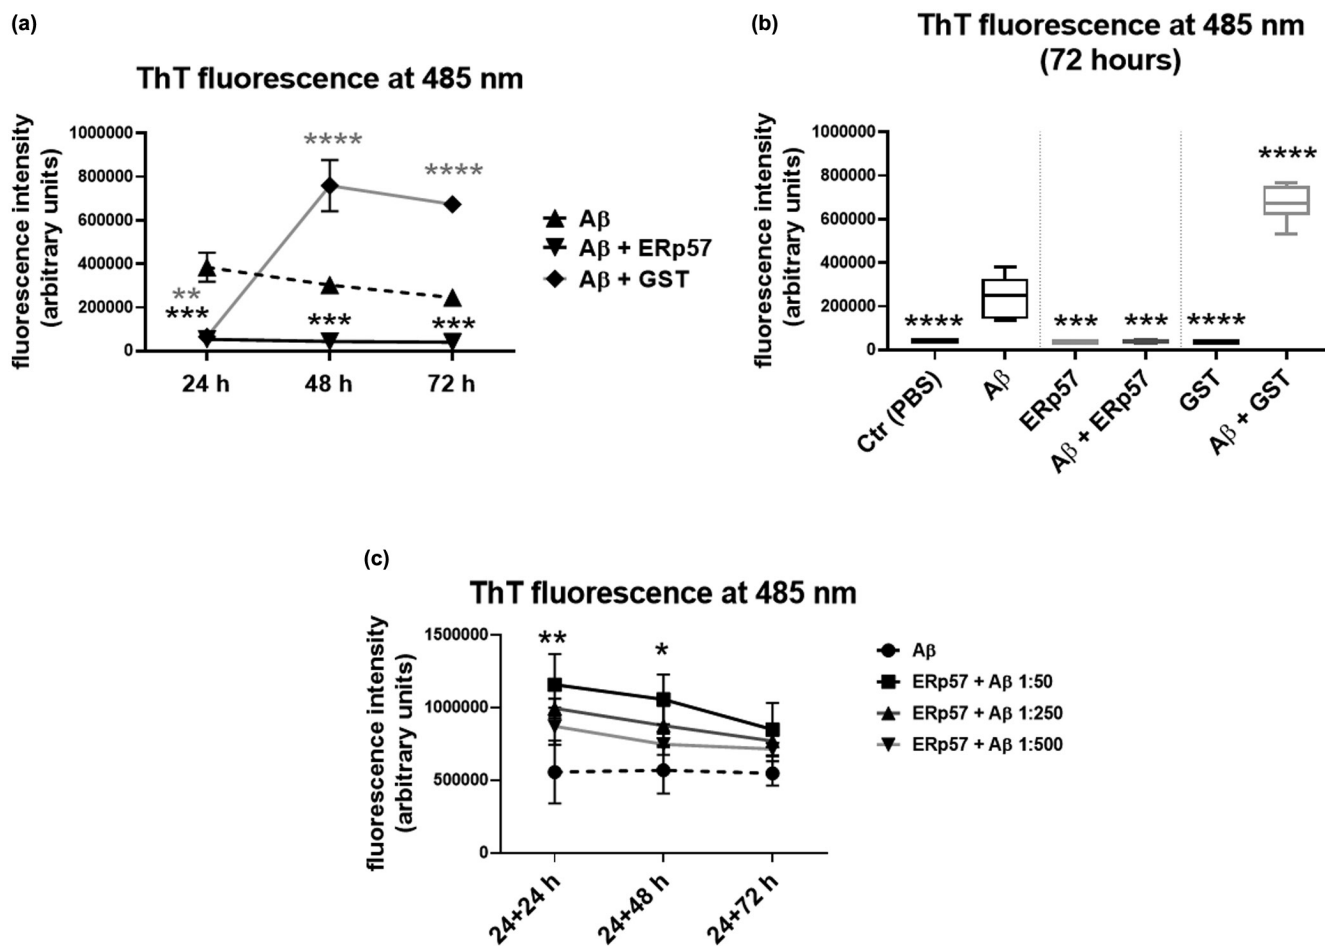 (a)
ThT fluorescence at 485 nm
fluorescence intensity
(arbitrary units)
1000000
800000
600000
400000
200000
0
****
****
**
***
***
***
24 h
48 h
72 h
Aβ
Aβ + ERp57
Aβ + GST
(b)
ThT fluorescence at 485 nm
(72 hours)
fluorescence intensity
(arbitrary units)
1000000
800000
600000
400000
200000
0
****
***
***
****
****
Ctr (PBS)
Aβ
ERp57
Aβ + ERp57
GST
Aβ + GST
(c)
ThT fluorescence at 485 nm
fluorescence intensity
(arbitrary units)
1500000
1000000
500000
0
**
*
24+24 h
24+48 h
24+72 h
Aβ
ERp57 + Aβ 1:50
ERp57 + Aβ 1:250
ERp57 + Aβ 1:500